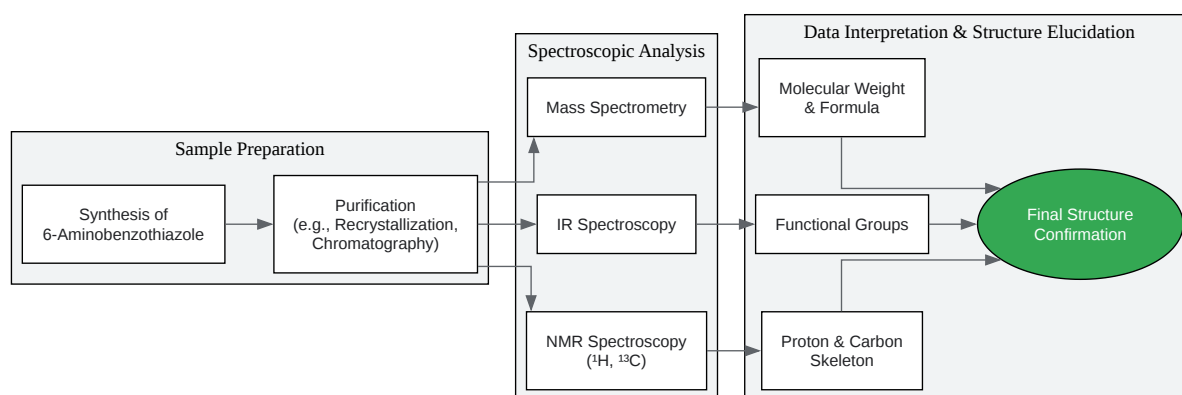 Sample Preparation
Synthesis of
6-Aminobenzothiazole
Purification
(e.g., Recrystallization,
Chromatography)
Spectroscopic Analysis
Mass Spectrometry
IR Spectroscopy
NMR Spectroscopy
(¹H, ¹³C)
Data Interpretation & Structure Elucidation
Molecular Weight
& Formula
Functional Groups
Proton & Carbon
Skeleton
Final Structure
Confirmation